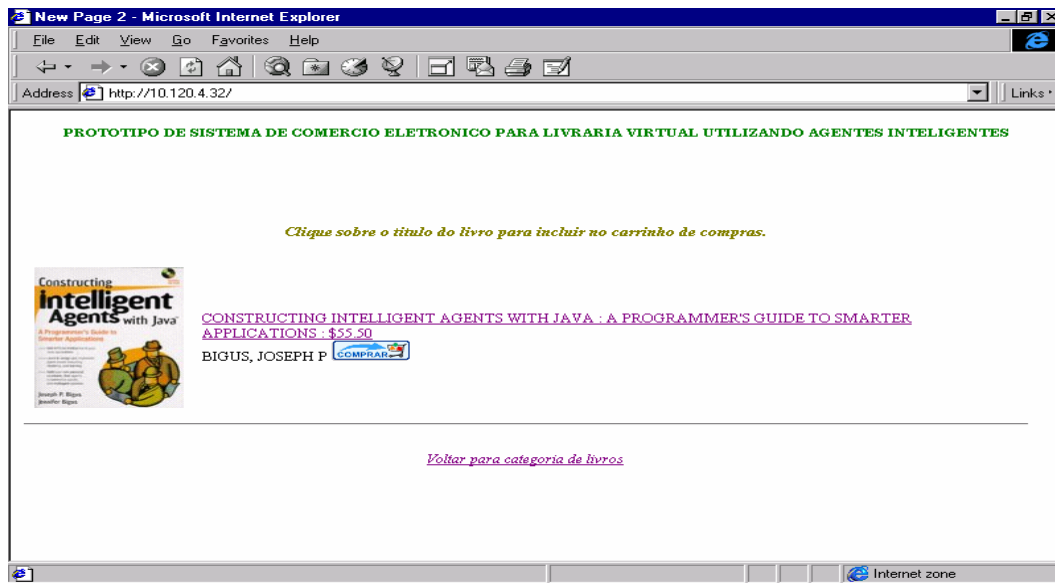 New Page 2 - Microsoft Internet Explorer
File Edit View Go Favorites Help
Address http://10.120.4.32/ Links
PROTOTIPO DE SISTEMA DE COMERCIO ELETRONICO PARA LIVRARIA VIRTUAL UTILIZANDO AGENTES INTELIGENTES
Clique sobre o titulo do livro para incluir no carrinho de compras.
Constructing
intelligent
Agents with Java
A Programmer's Guide to
Smarter Applications
Joseph P. Bigus
Jennifer Bigus
CONSTRUCTING INTELLIGENT AGENTS WITH JAVA : A PROGRAMMER'S GUIDE TO SMARTER
APPLICATIONS : $55.50
BIGUS, JOSEPH P COMPRAR
Voltar para categoria de livros
Internet zone